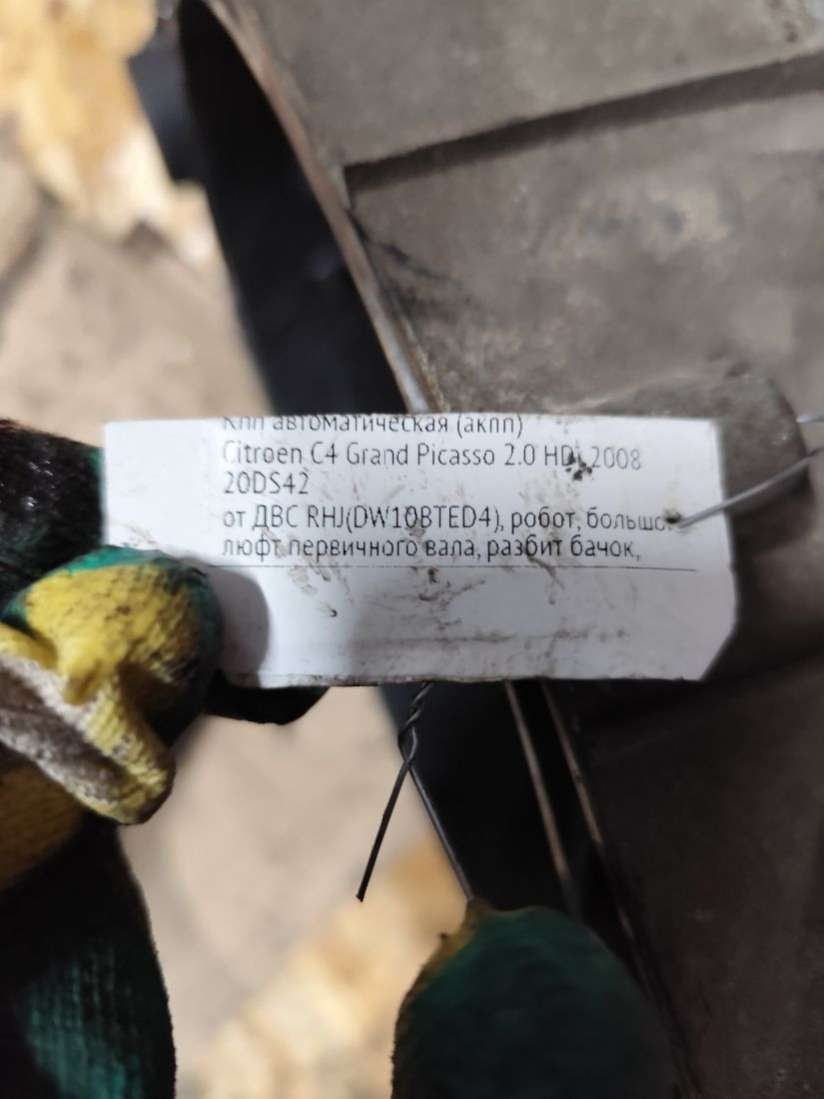 Кпп автоматическая (акпп)
Citroen C4 Grand Picasso 2.0 HDi 2008
20DS42
от ДВС RHJ(DW10BTED4), робот,
люфт первичного вала, разбит бачок,